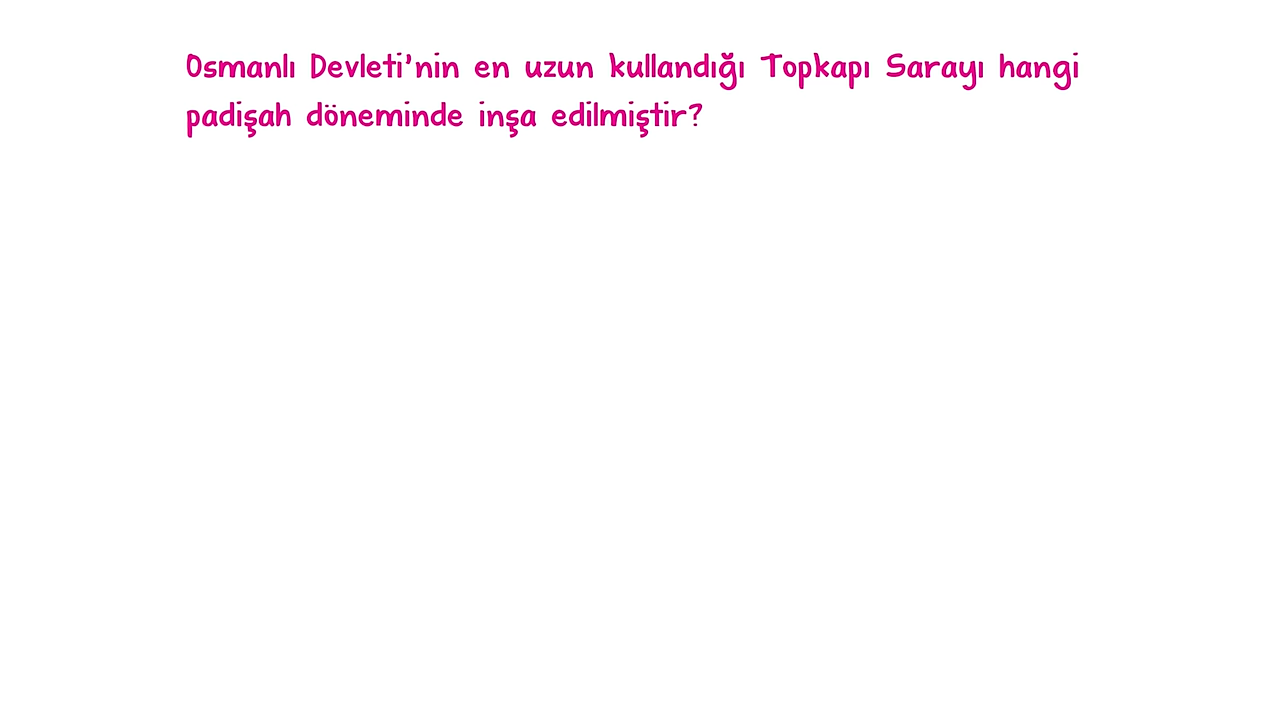 Osmanlı Devleti'nin en uzun kullandığı Topkapı Sarayı hangi
padişah döneminde inşa edilmiştir?